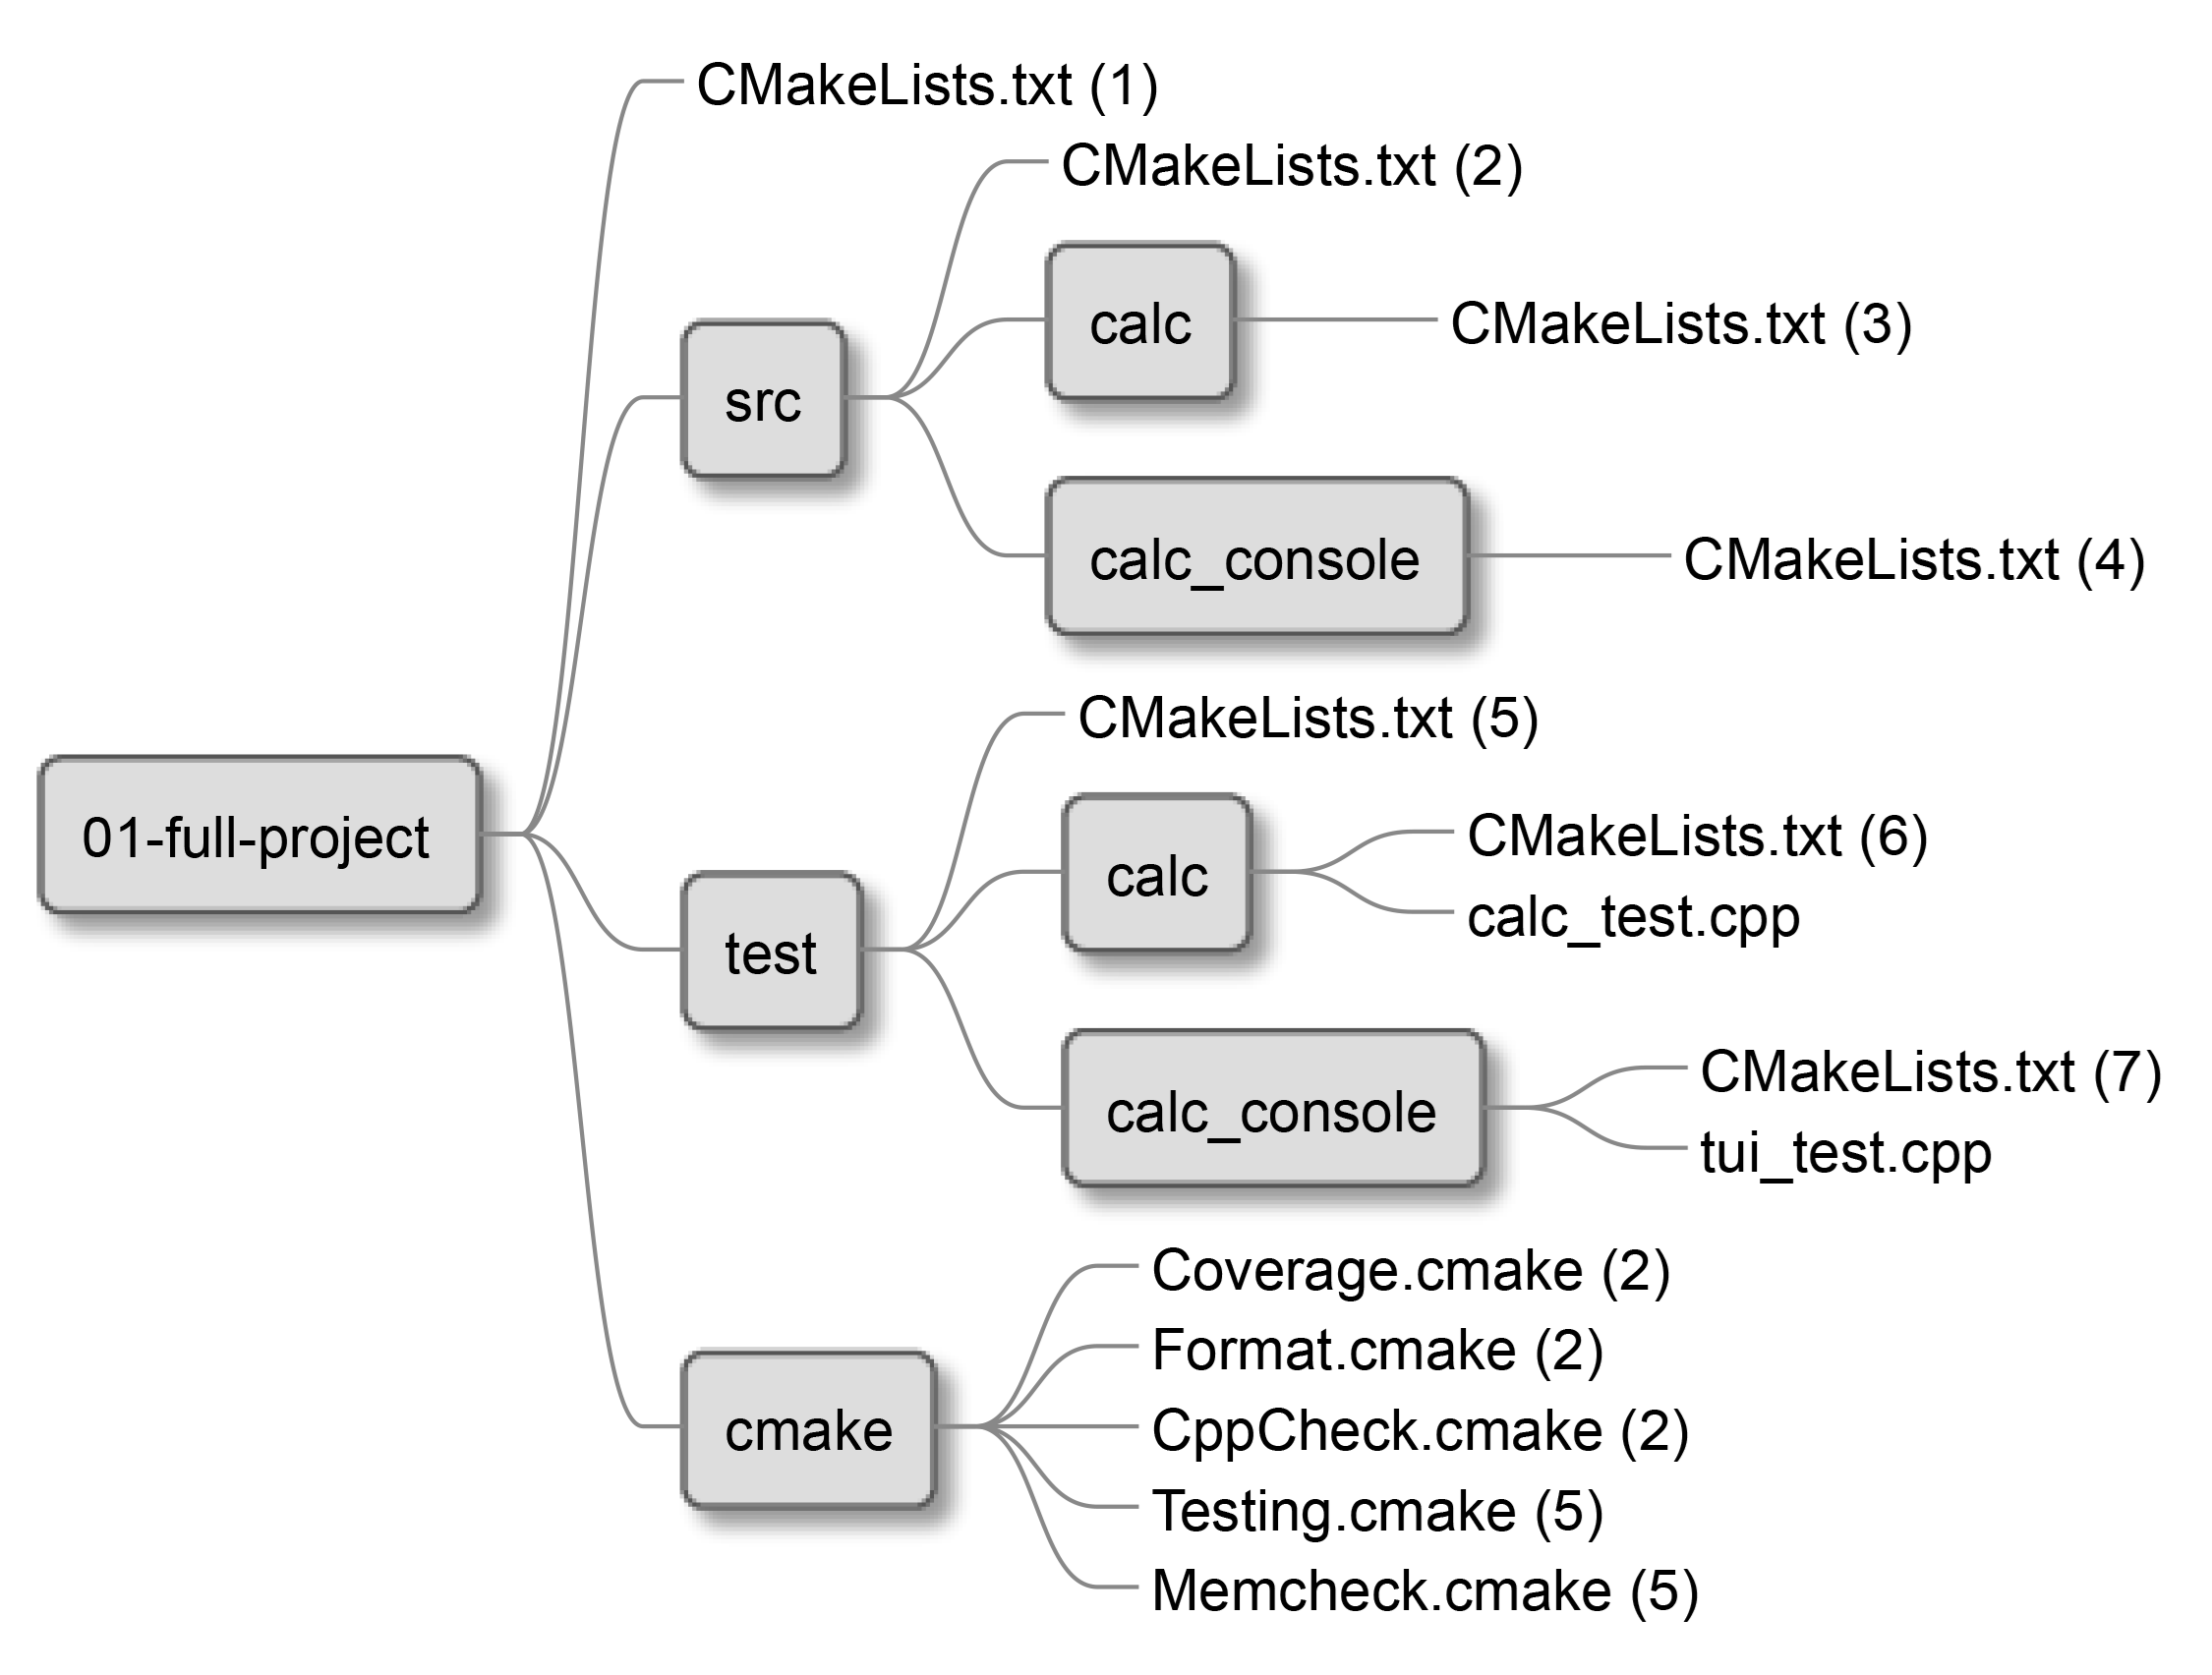 CMakeLists.txt (1)
CMakeLists.txt (2)
calc
CMakeLists.txt (3)
src
calc_console
CMakeLists.txt (4)
CMakeLists.txt (5)
01-full-project
calc
CMakeLists.txt (6)
calc_test.cpp
test
calc_console
CMakeLists.txt (7)
tui_test.cpp
Coverage.cmake (2)
Format.cmake (2)
cmake
CppCheck.cmake (2)
Testing.cmake (5)
Memcheck.cmake (5)